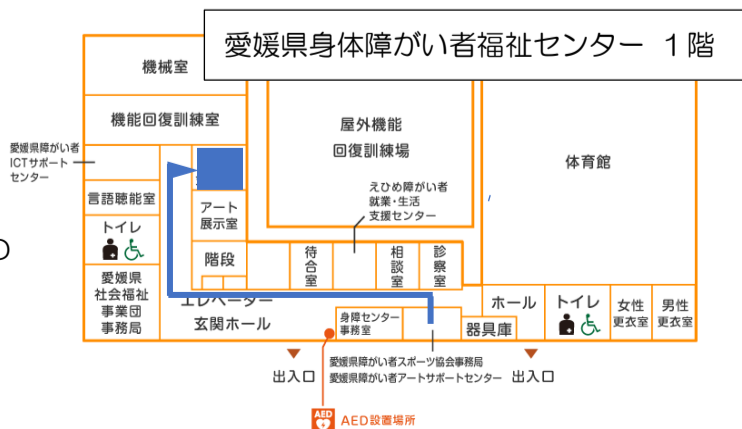 愛媛県身体障がい者福祉センター １階
機械室
機能回復訓練室
屋外機能
回復訓練場
体育館
愛媛県障がい者
ICTサポート
センター
えひめ障がい者
就業・生活
支援センター
言語聴能室
アート
展示室
トイレ
階段
待合室
相談室
診察室
愛媛県
社会福祉
事業団
事務局
エレベーター
玄関ホール
身障センター
事務室
ホール
器具庫
トイレ
女性
更衣室
男性
更衣室
出入口
愛媛県障がい者スポーツ協会事務局
愛媛県障がい者アートサポートセンター
出入口
AED
AED設置場所